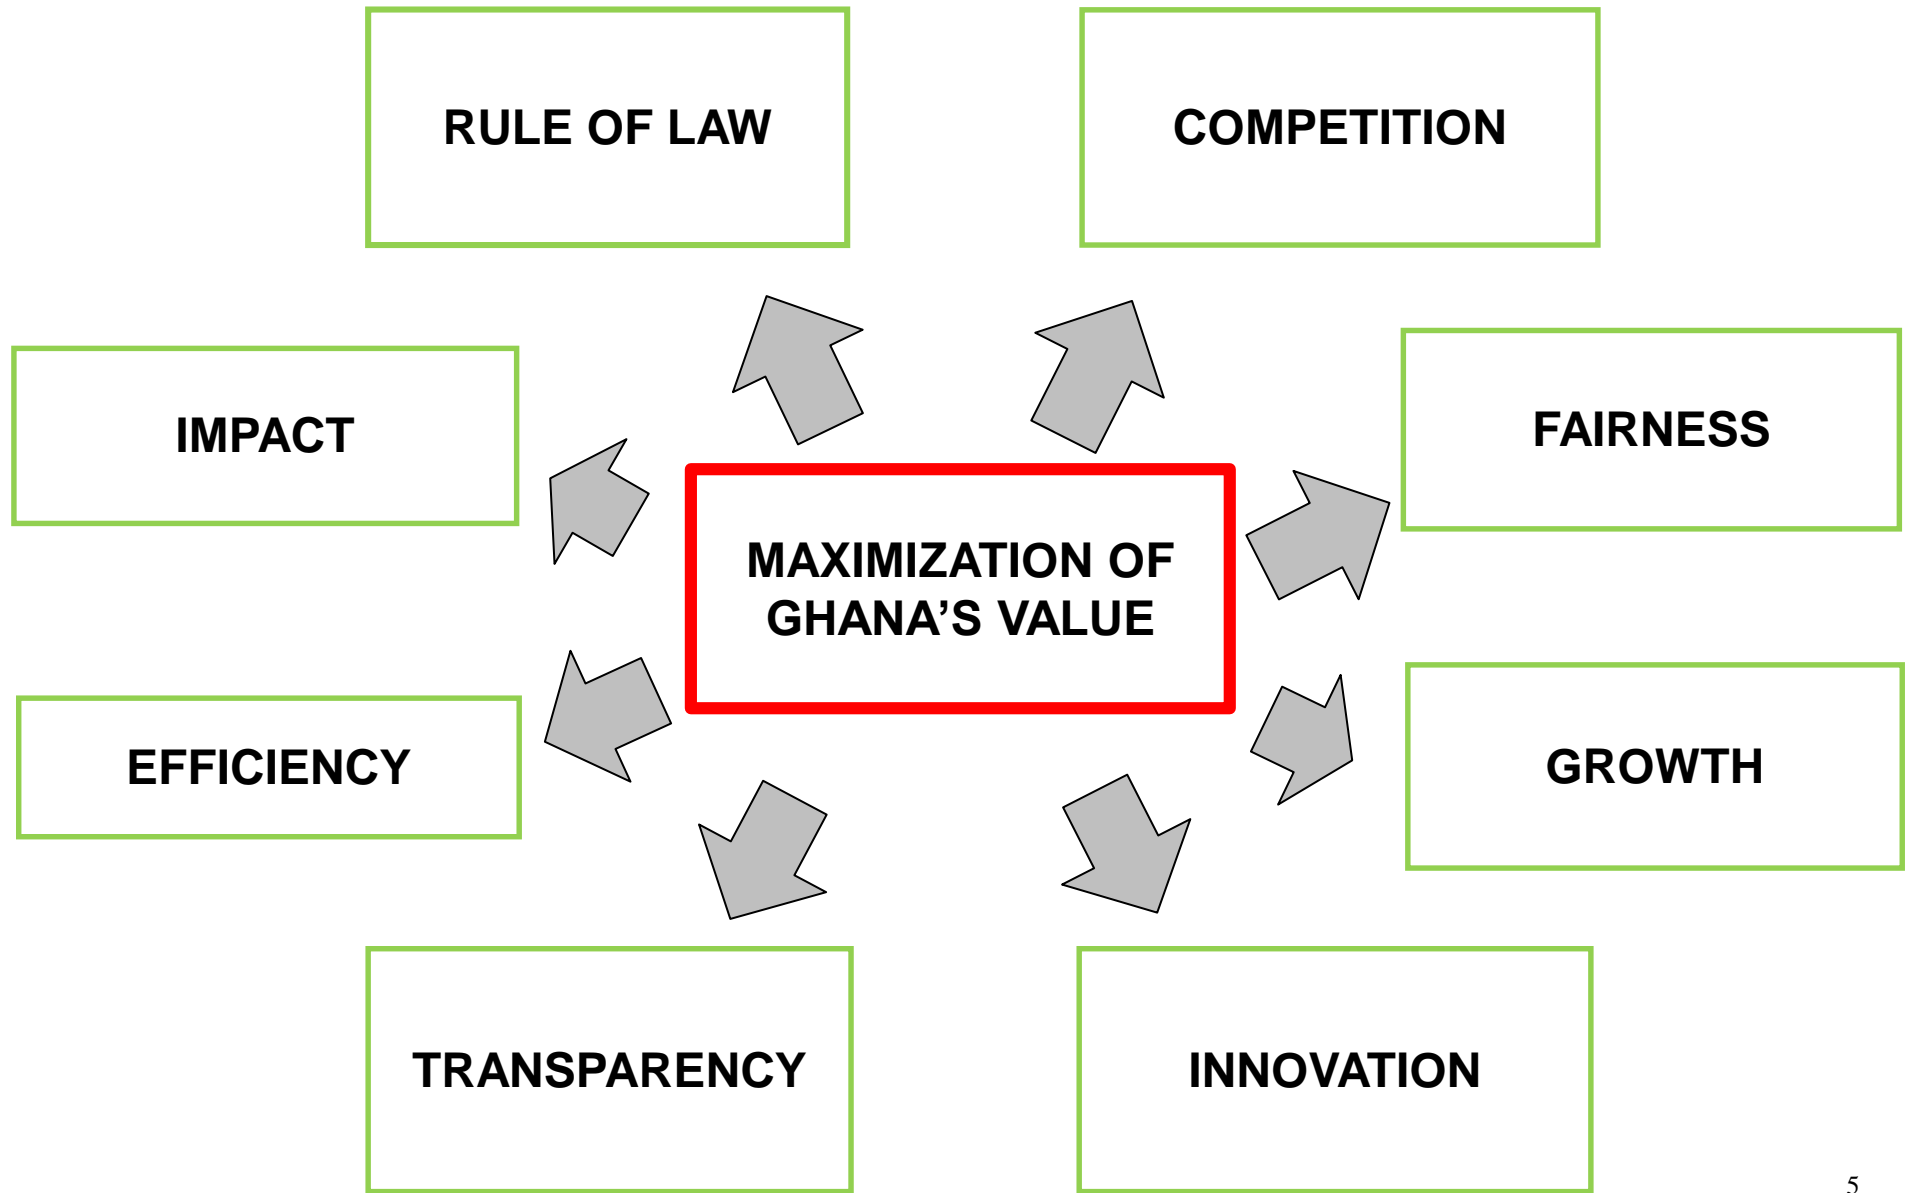 RULE OF LAW
COMPETITION
IMPACT
FAIRNESS
MAXIMIZATION OF
GHANA’S VALUE
EFFICIENCY
GROWTH
TRANSPARENCY
INNOVATION
5